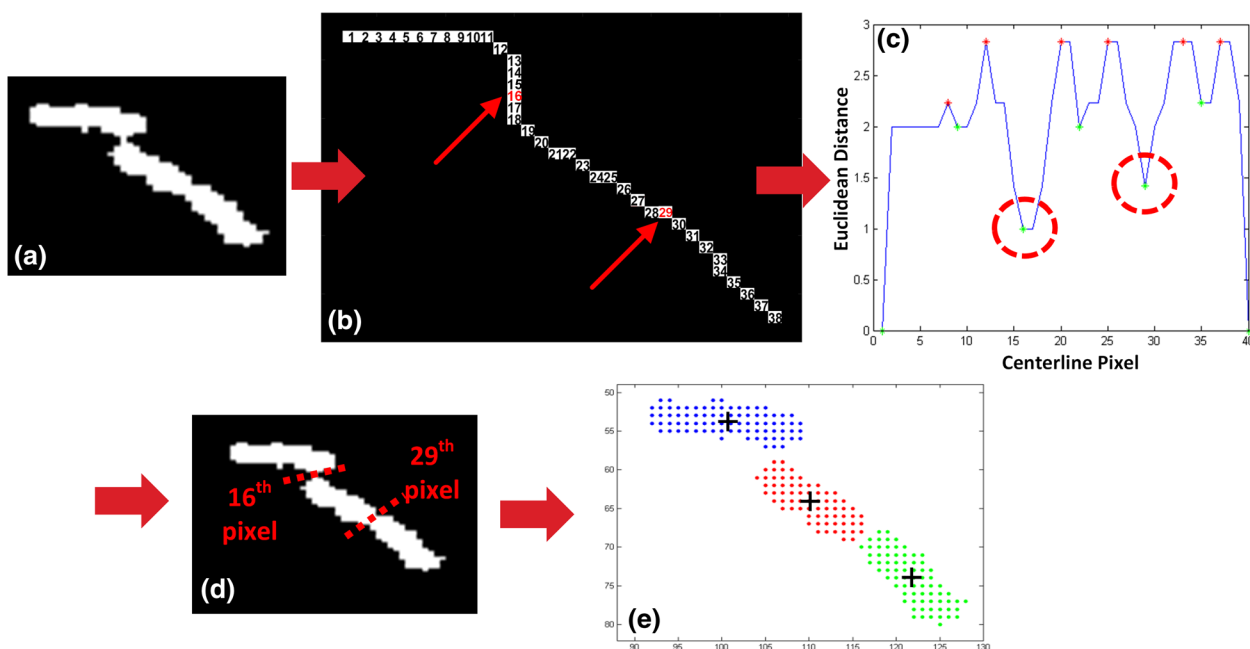 (a)
1 2 3 4 5 6 7 8 9 10 11
12
13
14
15
16
17
18
19
20
21 22
23
24 25
26
27
28 29
30
31
32
33
34
35
36
37
38
(b)
(c)
Euclidean Distance
3
2.5
2
1.5
1
0.5
0
0 5 10 15 20 25 30 35 40
Centerline Pixel
16th
pixel
29th
pixel
(d)
50
55
60
65
70
75
80
90 95 100 105 110 115 120 125 130
(e)